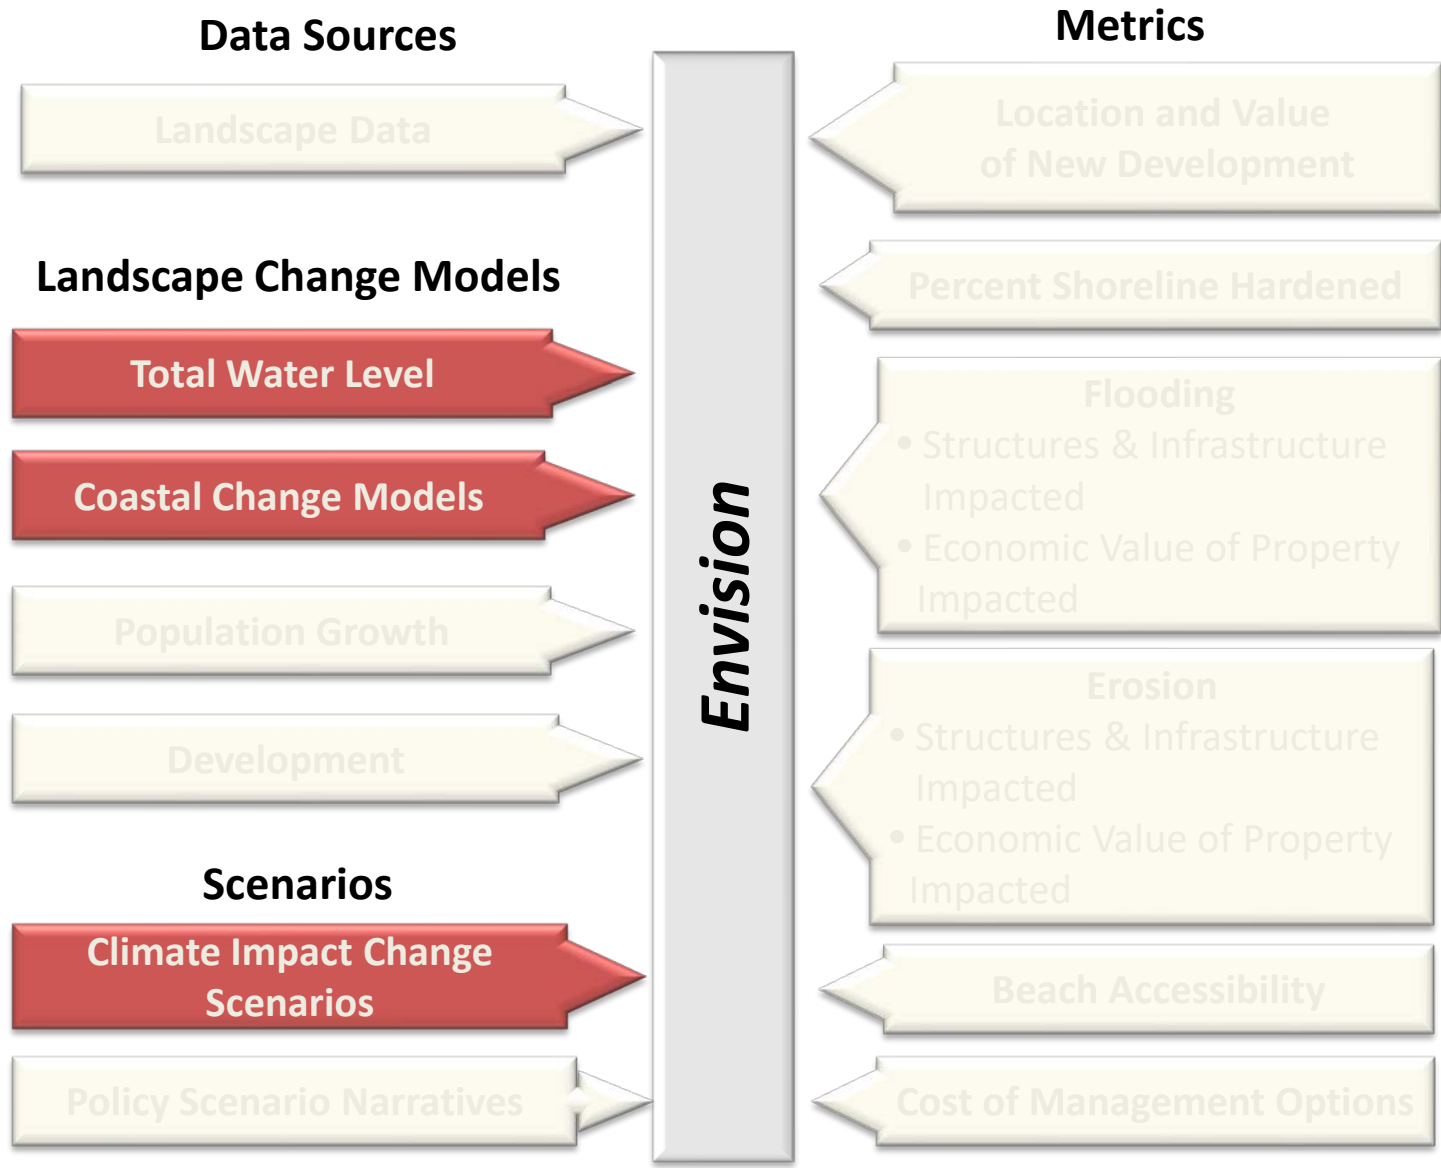 Data Sources
Landscape Data
Landscape Change Models
Total Water Level
Coastal Change Models
Population Growth
Development
Scenarios
Climate Impact Change
Scenarios
Policy Scenario Narratives
Envision
Metrics
Location and Value
of New Development
Percent Shoreline Hardened
Flooding
• Structures & Infrastructure
Impacted
• Economic Value of Property
Impacted
Erosion
• Structures & Infrastructure
Impacted
• Economic Value of Property
Impacted
Beach Accessibility
Cost of Management Options